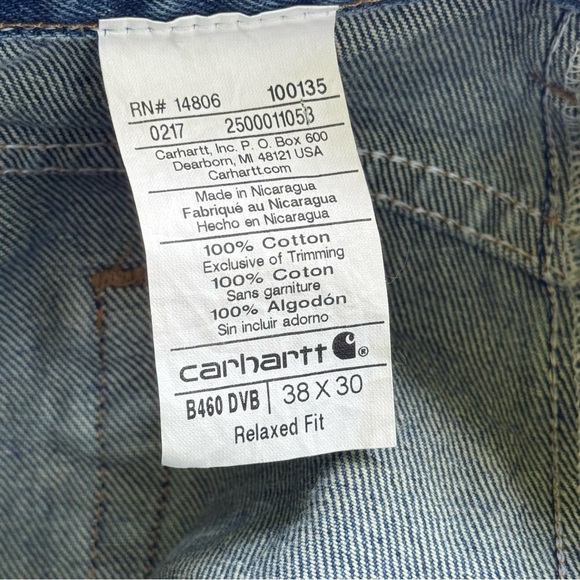 RN# 14806 100135
0217 2500011053
Carhartt, Inc. P. O. Box 600
Dearborn, MI 48121 USA
Carhartt.com
Made in Nicaragua
Fabriqué au Nicaragua
Hecho en Nicaragua
100% Cotton
Exclusive of Trimming
100% Coton
Sans garniture
100% Algodón
Sin incluir adorno
carhartt ®
B460 DVB | 38 X 30
Relaxed Fit